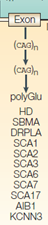 Exon
(CAG)n
(CAG)n
polyGlu
HD
SBMA
DRPLA
SCA1
SCA2
SCA3
SCA6
SCA7
SCA17
AIB1
KCNN3